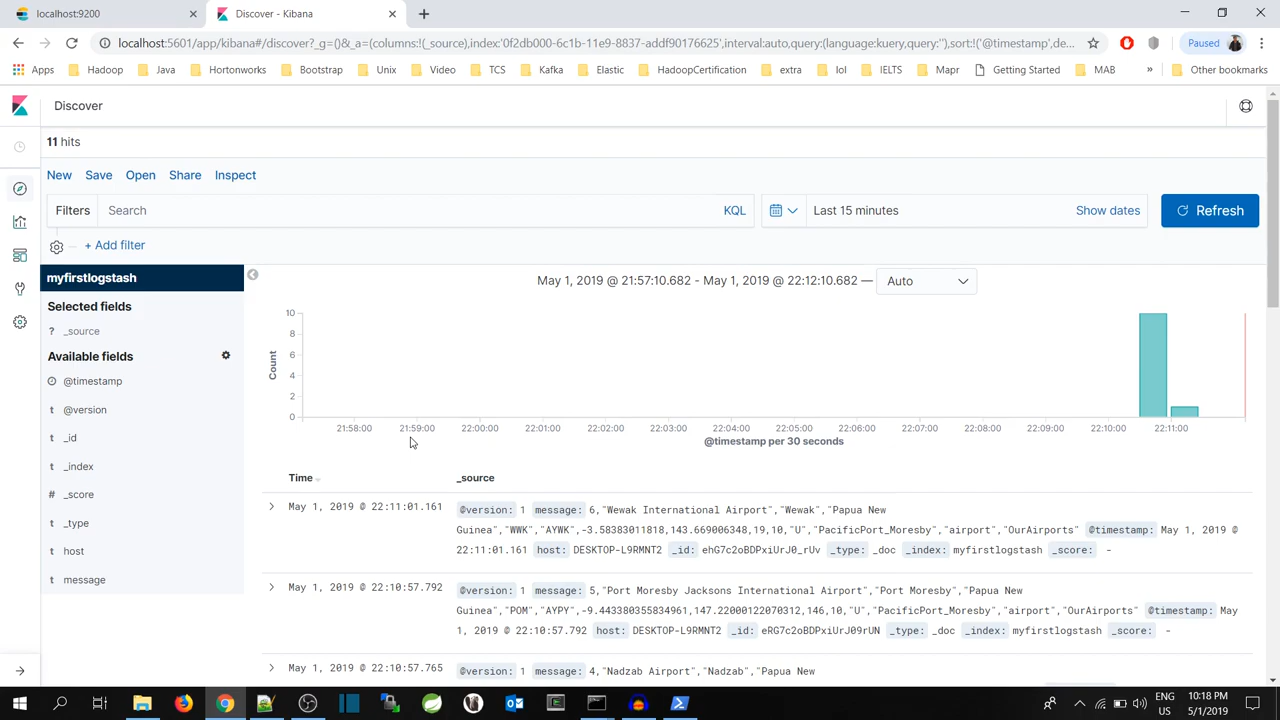 localhost:9200
Discover - Kibana
localhost:5601/app/kibana#/discover?_g=()&_a=(columns:!(_source),index:'0f2db000-6c1b-11e9-8837-addf90176625',interval:auto,query:(language:kuery,query:''),sort:!('@timestamp',de...
Paused
Apps Hadoop Java Hortonworks Bootstrap Unix Video TCS Kafka Elastic HadoopCertification extra lol IELTS Mapr Getting Started MAB » Other bookmarks
Discover
11 hits
New Save Open Share Inspect
Filters Search KQL Last 15 minutes Show dates Refresh
+ Add filter
myfirstlogstash
Selected fields
? _source
Available fields
@timestamp
t @version
t _id
t _index
# _score
t _type
t host
t message
May 1, 2019 @ 21:57:10.682 - May 1, 2019 @ 22:12:10.682 — Auto
10
8
6
4
2
0
Count
21:58:00 21:59:00 22:00:00 22:01:00 22:02:00 22:03:00 22:04:00 22:05:00 22:06:00 22:07:00 22:08:00 22:09:00 22:10:00 22:11:00
@timestamp per 30 seconds
Time _source
May 1, 2019 @ 22:11:01.161 @version: 1 message: 6,"Wewak International Airport","Wewak","Papua New
Guinea","WWK","AYWK",-3.58383011818,143.669006348,19,10,"U","PacificPort_Moresby","airport","OurAirports" @timestamp: May 1, 2019 @
22:11:01.161 host: DESKTOP-L9RMNT2 _id: ehG7c2oBDPxiUrJ0_rUv _type: _doc _index: myfirstlogstash _score: -
May 1, 2019 @ 22:10:57.792 @version: 1 message: 5,"Port Moresby Jacksons International Airport","Port Moresby","Papua New
Guinea","POM","AYPY",-9.443380355834961,147.22000122070312,146,10,"U","PacificPort_Moresby","airport","OurAirports" @timestamp: May
1, 2019 @ 22:10:57.792 host: DESKTOP-L9RMNT2 _id: eRG7c2oBDPxiUrJ09rUN _type: _doc _index: myfirstlogstash _score: -
May 1, 2019 @ 22:10:57.765 @version: 1 message: 4,"Nadzab Airport","Nadzab","Papua New
ENG
US
10:18 PM
5/1/2019